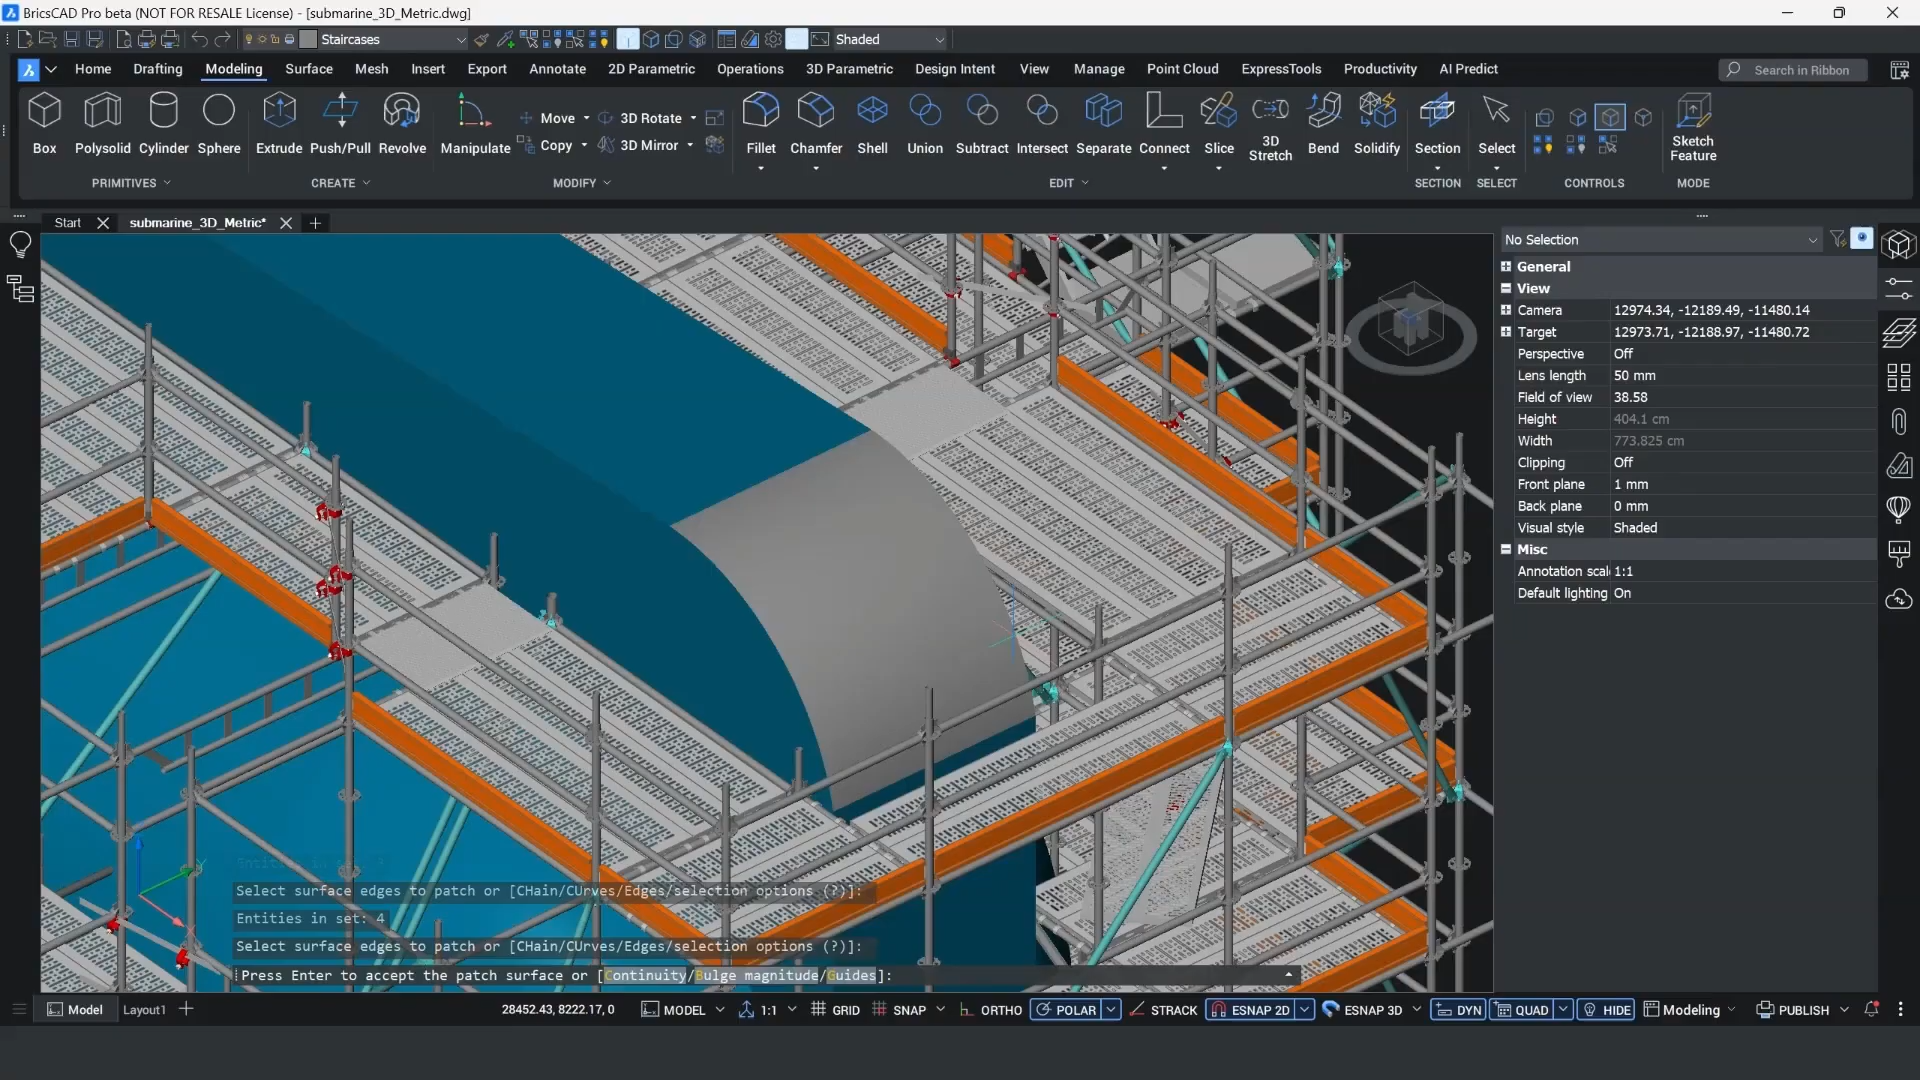 BricsCAD Pro beta (NOT FOR RESALE License) - [submarine_3D_Metric.dwg]
Staircases
Shaded
Home Drafting Modeling Surface Mesh Insert Export Annotate 2D Parametric Operations 3D Parametric Design Intent View Manage Point Cloud ExpressTools Productivity AI Predict
Search in Ribbon
Box Polysolid Cylinder Sphere Extrude Push/Pull Revolve Manipulate
Move 3D Rotate
Copy 3D Mirror
Fillet Chamfer Shell Union Subtract Intersect Separate Connect Slice 3D Stretch Bend Solidify Section Select Sketch Feature
PRIMITIVES CREATE MODIFY EDIT SECTION SELECT CONTROLS MODE
Start submarine_3D_Metric*
No Selection
General
View
Camera 12974.34, -12189.49, -11480.14
Target 12973.71, -12188.97, -11480.72
Perspective Off
Lens length 50 mm
Field of view 38.58
Height 404.1 cm
Width 773.825 cm
Clipping Off
Front plane 1 mm
Back plane 0 mm
Visual style Shaded
Misc
Annotation scal 1:1
Default lighting On
Select surface edges to patch or [CHain/CUrves/Edges/selection options (?)]:
Entities in set: 4
Select surface edges to patch or [CHain/CUrves/Edges/selection options (?)]:
Press Enter to accept the patch surface or [Continuity/Bulge magnitude/Guides]:
Model Layout1
28452.43, 8222.17, 0 MODEL 1:1 GRID SNAP ORTHO POLAR STRACK ESNAP 2D ESNAP 3D DYN QUAD HIDE Modeling PUBLISH